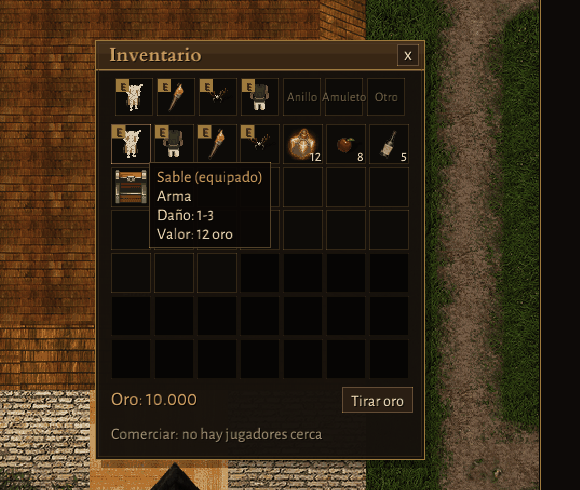 Inventario
X
E
E
E
E
Anillo
Amuleto
Otro
E
E
E
E
12
8
5
Sable (equipado)
Arma
Daño: 1-3
Valor: 12 oro
Oro: 10.000
Tirar oro
Comerciar: no hay jugadores cerca